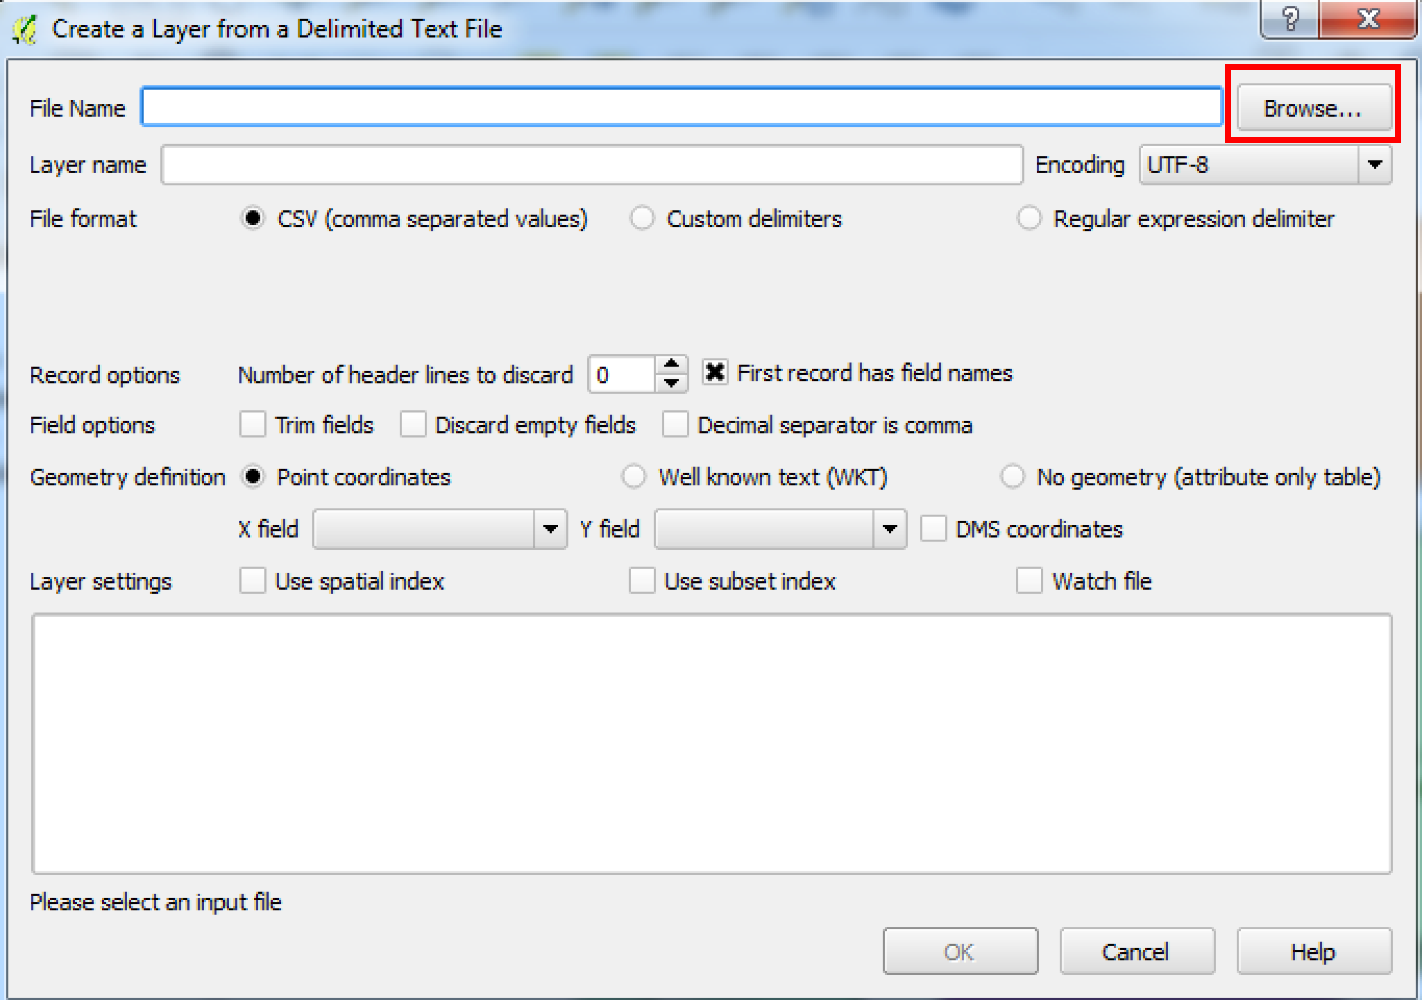 Create a Layer from a Delimited Text File
File Name Browse...
Layer name Encoding UTF-8
File format CSV (comma separated values) Custom delimiters Regular expression delimiter
Record options Number of header lines to discard 0 First record has field names
Field options Trim fields Discard empty fields Decimal separator is comma
Geometry definition Point coordinates Well known text (WKT) No geometry (attribute only table)
X field Y field DMS coordinates
Layer settings Use spatial index Use subset index Watch file
Please select an input file
OK Cancel Help